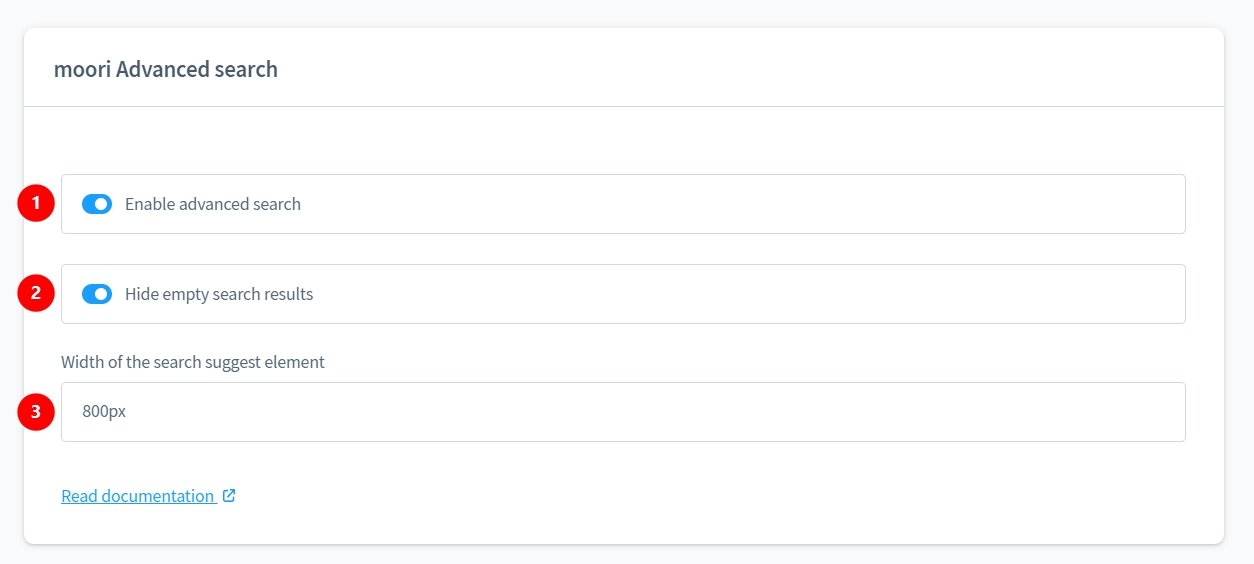 moori Advanced search
1
Enable advanced search
2
Hide empty search results
Width of the search suggest element
3
800px
Read documentation